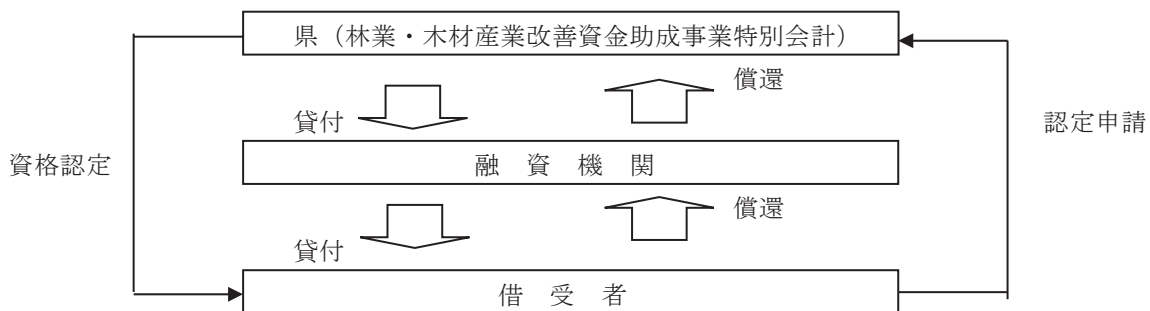 県（林業・木材産業改善資金助成事業特別会計）
償還
貸付
認定申請
資格認定
融資機関
償還
貸付
借受者